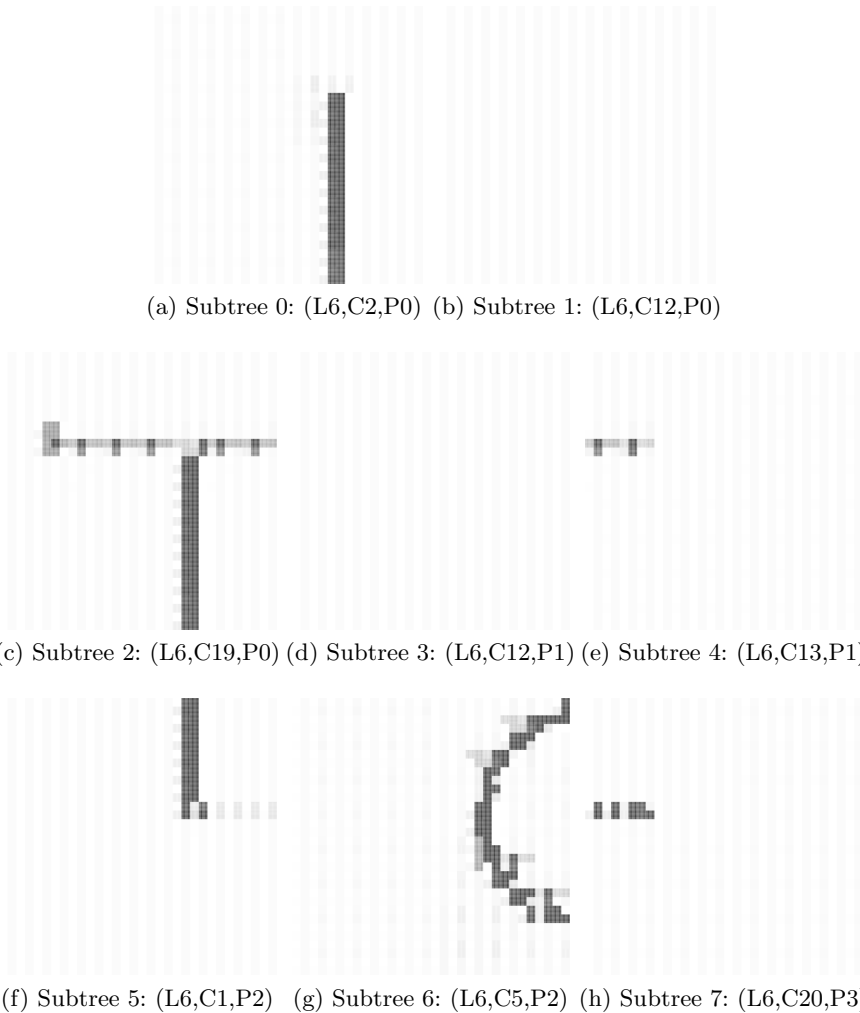 (a) Subtree 0: (L6,C2,P0) (b) Subtree 1: (L6,C12,P0)
(c) Subtree 2: (L6,C19,P0) (d) Subtree 3: (L6,C12,P1) (e) Subtree 4: (L6,C13,P1)
(f) Subtree 5: (L6,C1,P2) (g) Subtree 6: (L6,C5,P2) (h) Subtree 7: (L6,C20,P3)